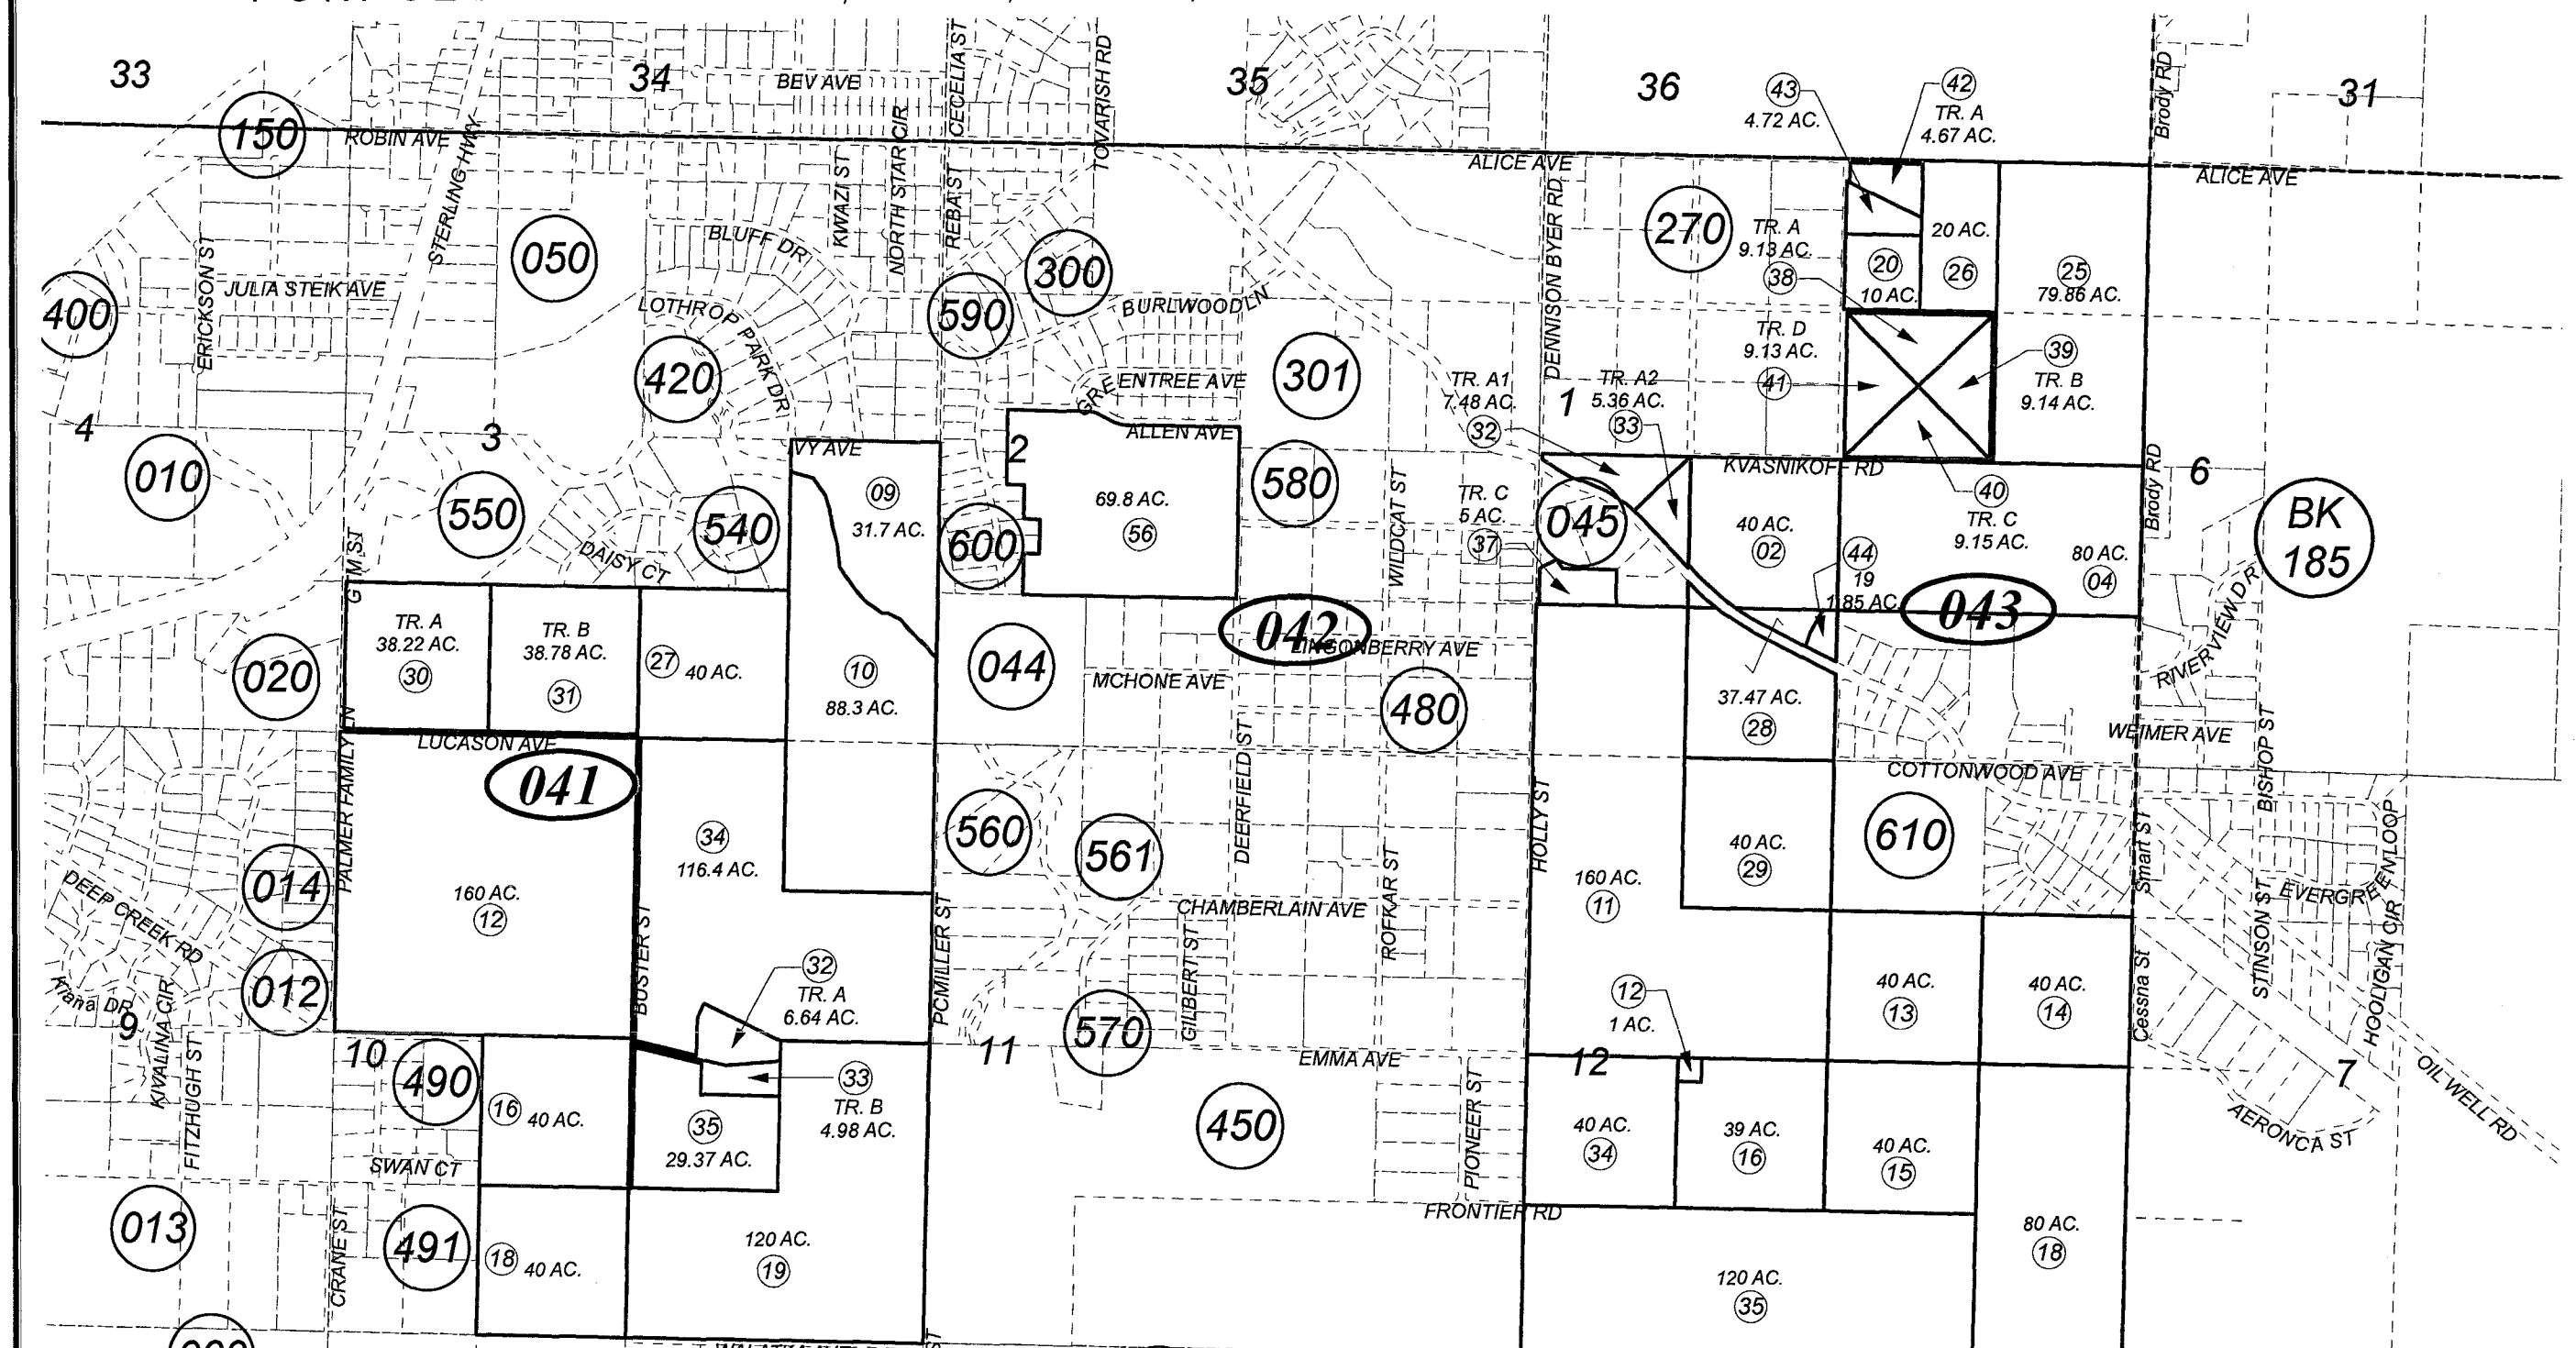 33
34
35
36
31
BEV AVE
CECELIA ST
TOVARISH RD
Brody RD
43
4.72 AC.
42
TR. A
4.67 AC.
150
ROBIN AVE
STERLING HWY
KWAZI ST
NORTH STAR CIR
REBA ST
ALICE AVE
ALICE AVE
ERICKSON ST
050
BLUFF DR
300
DENNISON BYER RD
270
TR. A
9.13 AC.
38
20
10 AC.
20 AC.
26
25
79.86 AC.
400
JULIA STEIK AVE
LOTHROP PARK DR
590
BURLWOOD LN
420
ENTREE AVE
301
TR. D
9.13 AC.
41
39
TR. B
9.14 AC.
TR. A1
7.48 AC.
32
1
TR. A2
5.36 AC.
33
4
3
2
6
010
IVY AVE
ALLEN AVE
KVASNIKOFF RD
Brody RD
550
540
09
31.7 AC.
600
69.8 AC.
56
580
WILDCAT ST
TR. C
5 AC.
37
045
40 AC.
02
40
TR. C
9.15 AC.
44
19
1.85 AC.
80 AC.
04
BK
185
G M ST
DAISY CT
042
043
TR. A
38.22 AC.
30
TR. B
38.78 AC.
31
27
40 AC.
10
88.3 AC.
020
044
MCHONE AVE
LINGONBERRY AVE
480
37.47 AC.
28
RIVERVIEW DR
WEIMER AVE
BISHOP ST
LUCASON AVE
041
PALMER FAMILY LN
DEERFIELD ST
HOLLY ST
COTTONWOOD AVE
34
116.4 AC.
560
561
40 AC.
29
610
Smart ST
014
DEEP CREEK RD
160 AC.
12
BUSTER ST
PCMILLER ST
CHAMBERLAIN AVE
ROFKAR ST
160 AC.
11
EVERGREEN LOOP
STINSON ST
HOOLIGAN CIR
012
Kiana DR
KIVALINA CIR
FITZHUGH ST
32
TR. A
6.64 AC.
GILBERT ST
570
12
1 AC.
40 AC.
13
40 AC.
14
Cessna St
9
10
11
12
7
EMMA AVE
OIL WELL RD
490
16
40 AC.
33
TR. B
4.98 AC.
35
29.37 AC.
450
PIONEER ST
40 AC.
34
39 AC.
16
40 AC.
15
AERONCA ST
SWAN CT
013
CRANE ST
491
18
40 AC.
120 AC.
19
FRONTIER RD
80 AC.
18
120 AC.
35
ST